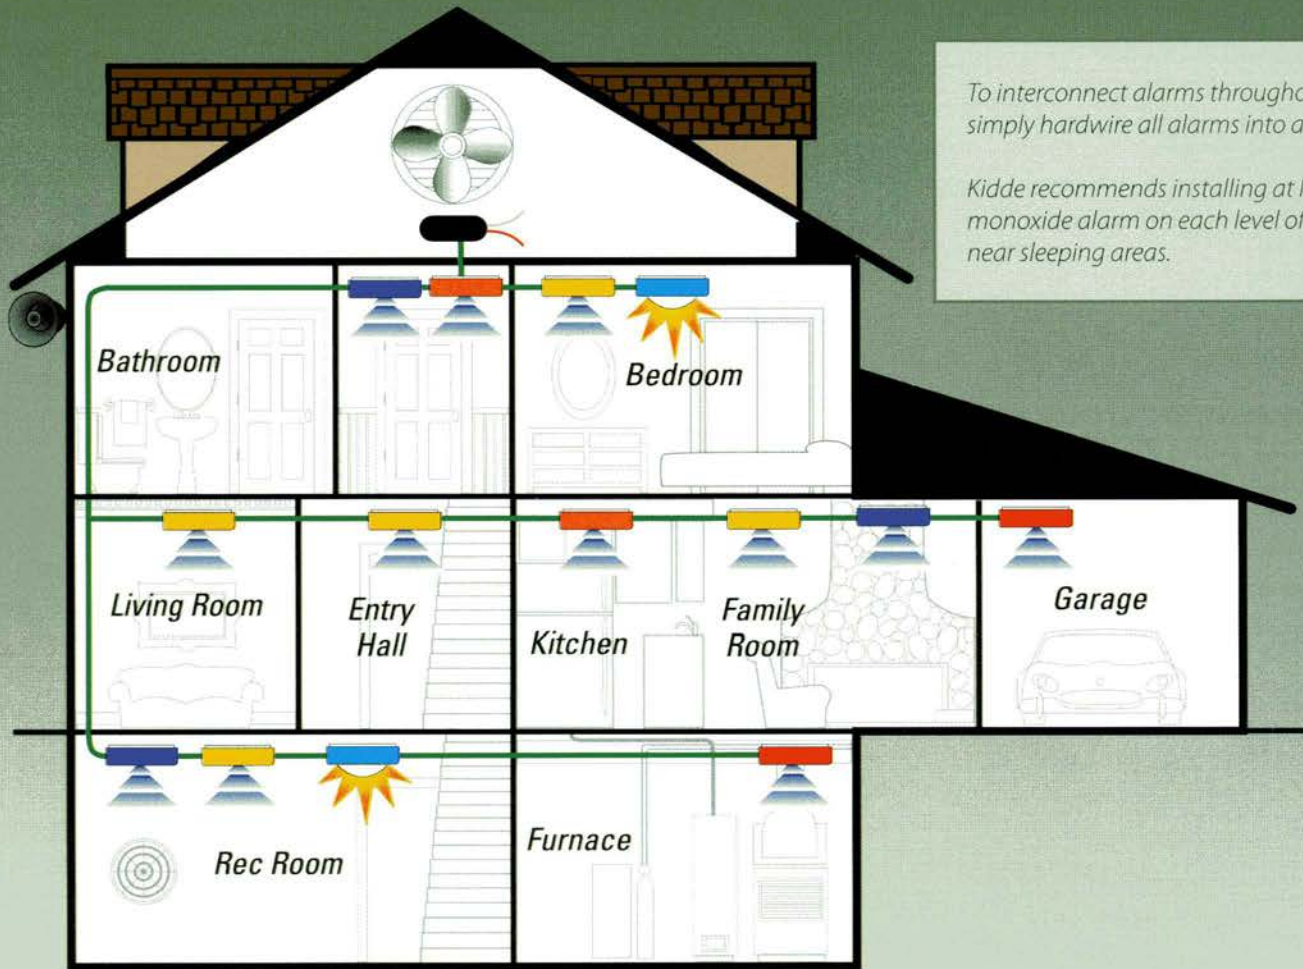 To interconnect alarms
simply hardwire all alarms into
Kidde recommends installing at
monoxide alarm on each level of
near sleeping areas.
Bathroom
Bedroom
Living Room
Entry
Hall
Kitchen
Family
Room
Garage
Rec Room
Furnace